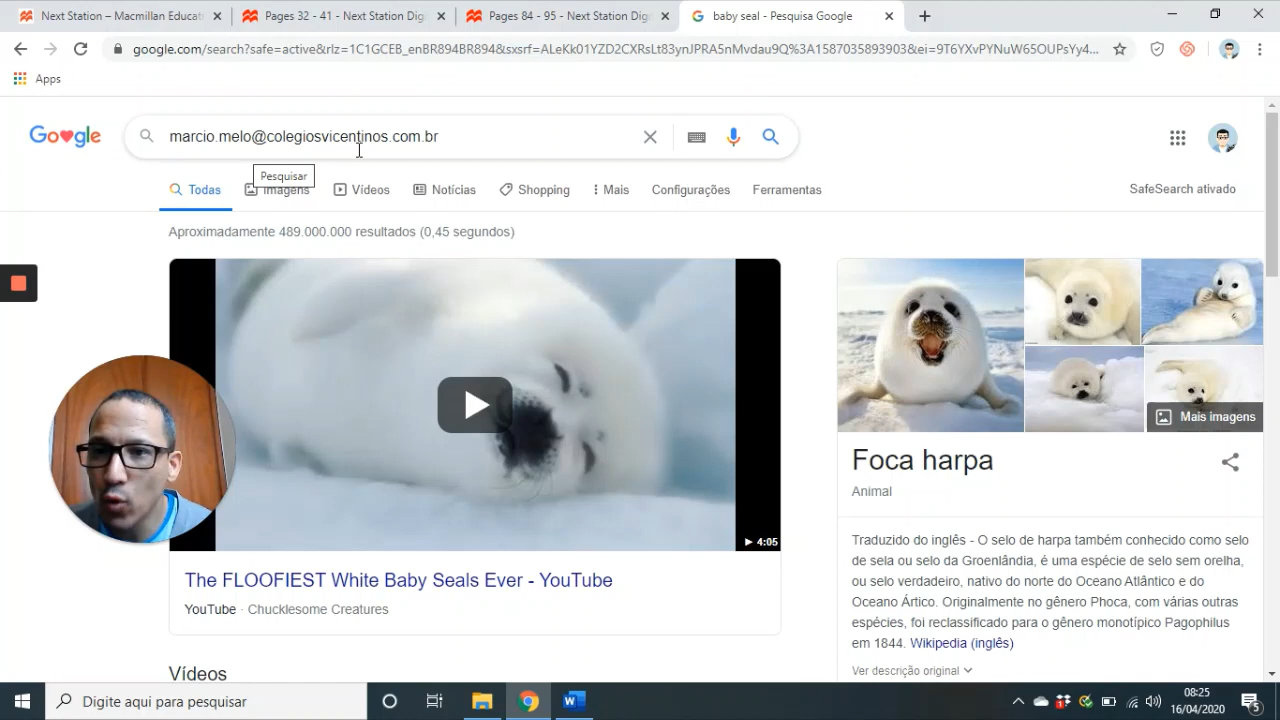 Next Station – Macmillan Educat
Pages 32 - 41 - Next Station Dig
Pages 84 - 95 - Next Station Dig
baby seal - Pesquisa Google
google.com/search?safe=active&rlz=1C1GCEB_enBR894BR894&sxsrf=ALeKk01YZD2CXRsLt83ynJPRA5nMvdau9Q%3A1587035893903&ei=9T6YXvPYNuW65OUPsYy4...
Apps
Google
marcio.melo@colegiosvicentinos.com.br
Pesquisar
Todas
Imagens
Vídeos
Notícias
Shopping
Mais
Configurações
Ferramentas
SafeSearch ativado
Aproximadamente 489.000.000 resultados (0,45 segundos)
4:05
The FLOOFIEST White Baby Seals Ever - YouTube
YouTube · Chucklesome Creatures
Vídeos
Mais imagens
Foca harpa
Animal
Traduzido do inglês - O selo de harpa também conhecido como selo
de sela ou selo da Groenlândia, é uma espécie de selo sem orelha,
ou selo verdadeiro, nativo do norte do Oceano Atlântico e do
Oceano Ártico. Originalmente no gênero Phoca, com várias outras
espécies, foi reclassificado para o gênero monotípico Pagophilus
em 1844. Wikipedia (inglês)
Ver descrição original
Digite aqui para pesquisar
08:25
16/04/2020
5